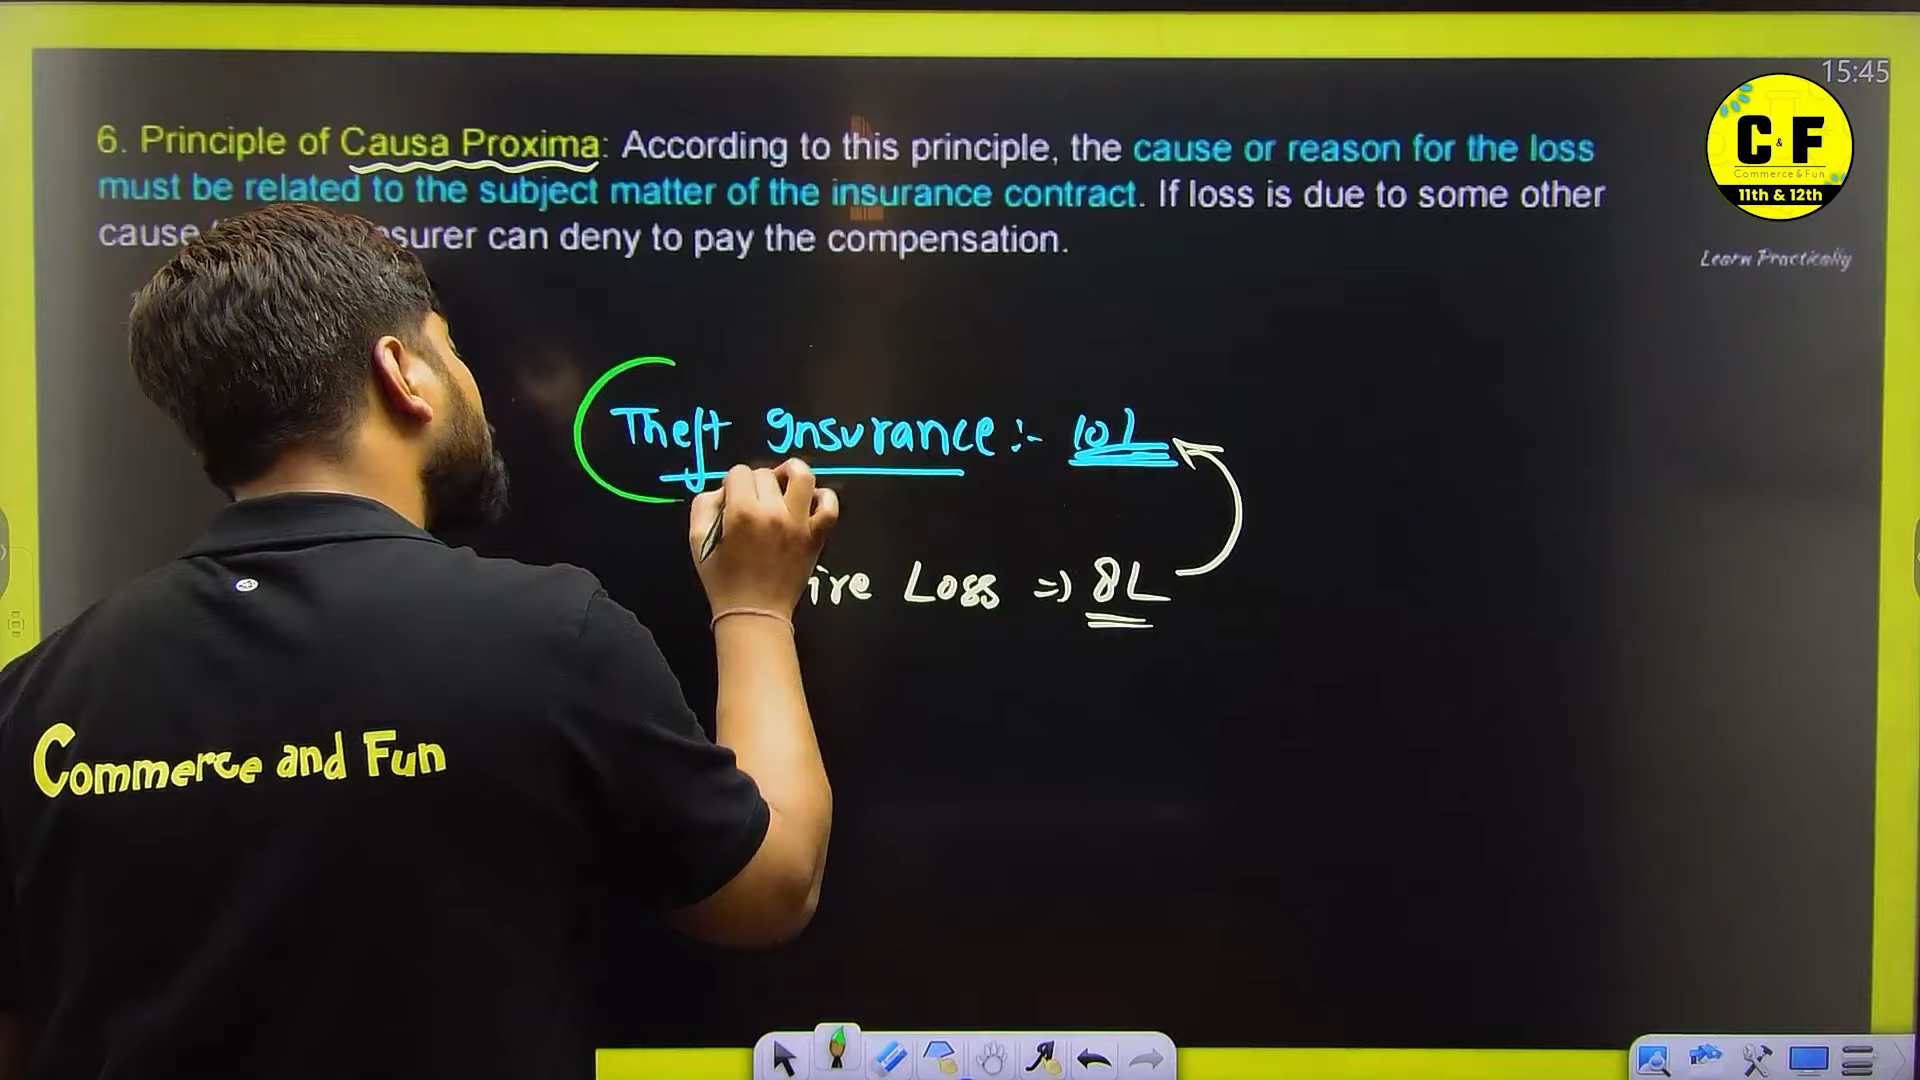 15:45
6. Principle of Causa Proxima: According to this principle, the cause or reason for the loss
must be related to the subject matter of the insurance contract. If loss is due to some other
cause surer can deny to pay the compensation.
C & F
Commerce & Fun
11th & 12th
Learn Practically
Theft Insurance :- 10L
ire Loss => 8L
Commerce and Fun